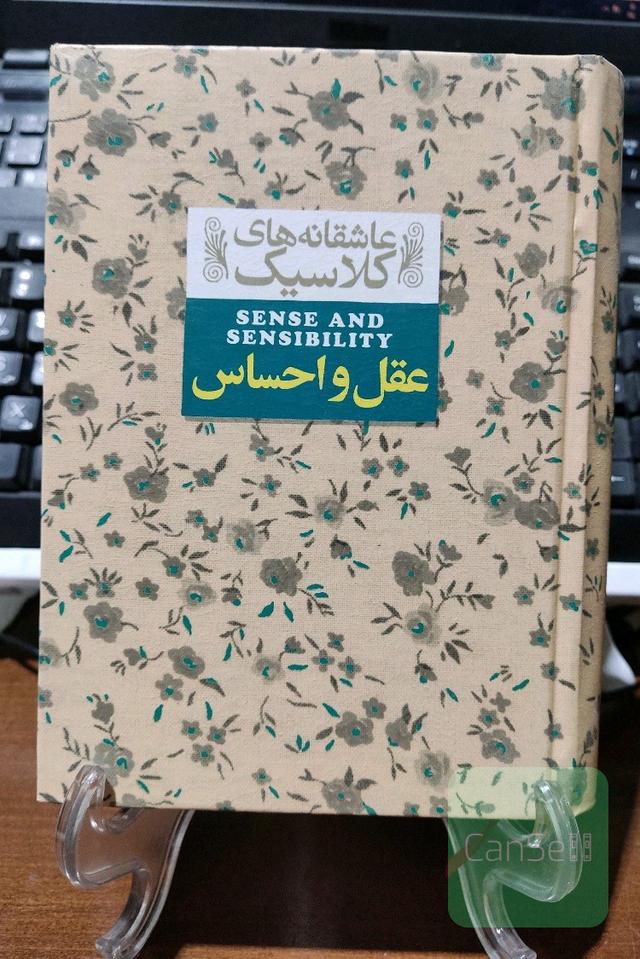 عاشقانه‌های
کلاسیک
SENSE AND
SENSIBILITY
عقل و احساس
CanSell